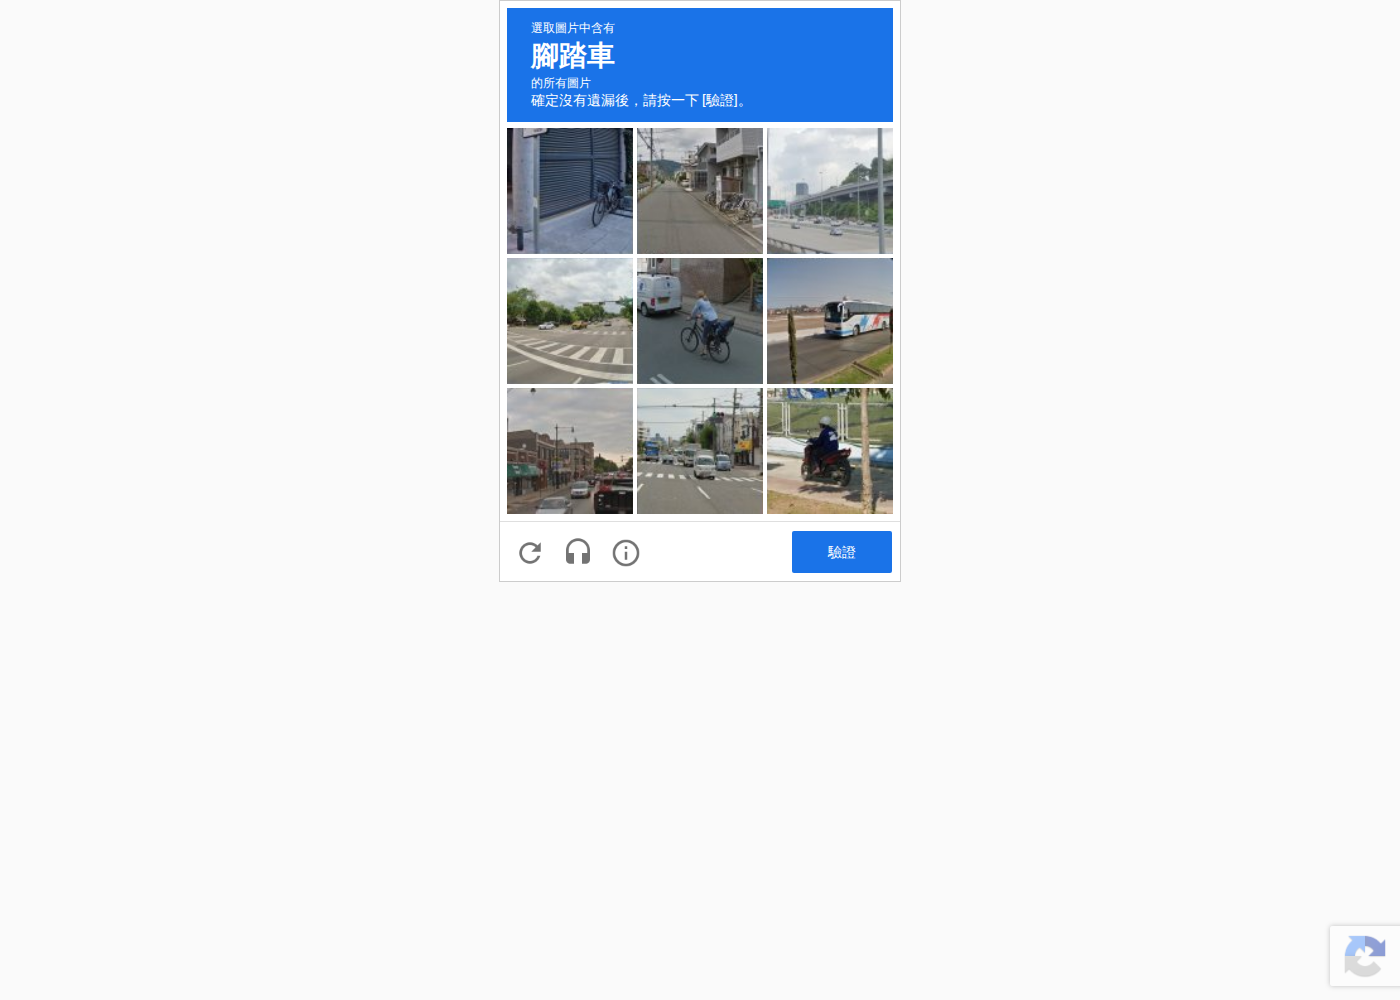 選取圖片中含有
腳踏車
的所有圖片
確定沒有遺漏後，請按一下 [驗證]。
驗證